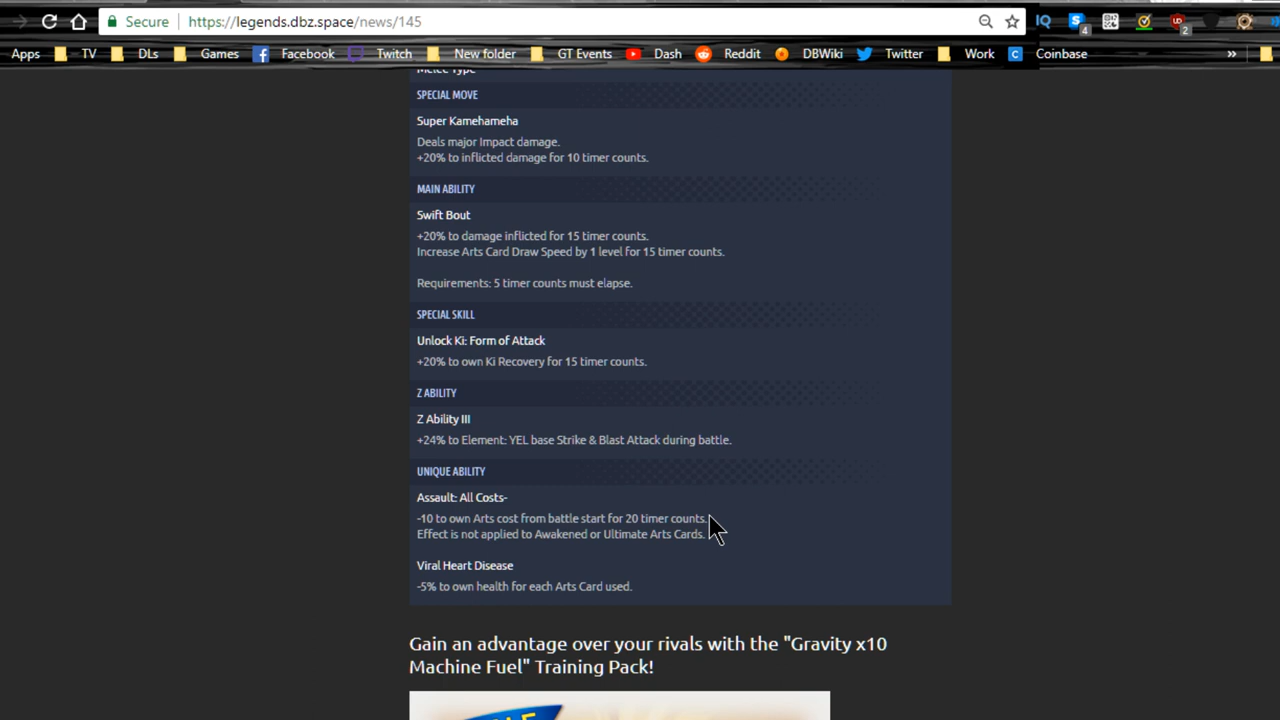 Secure https://legends.dbz.space/news/145
Apps TV DLs Games Facebook Twitch New folder GT Events Dash Reddit DBWiki Twitter Work Coinbase »
Melee Type
SPECIAL MOVE
Super Kamehameha
Deals major Impact damage.
+20% to inflicted damage for 10 timer counts.
MAIN ABILITY
Swift Bout
+20% to damage inflicted for 15 timer counts.
Increase Arts Card Draw Speed by 1 level for 15 timer counts.
Requirements: 5 timer counts must elapse.
SPECIAL SKILL
Unlock Ki: Form of Attack
+20% to own Ki Recovery for 15 timer counts.
Z ABILITY
Z Ability III
+24% to Element: YEL base Strike & Blast Attack during battle.
UNIQUE ABILITY
Assault: All Costs-
-10 to own Arts cost from battle start for 20 timer counts.
Effect is not applied to Awakened or Ultimate Arts Cards.
Viral Heart Disease
-5% to own health for each Arts Card used.
Gain an advantage over your rivals with the "Gravity x10
Machine Fuel" Training Pack!